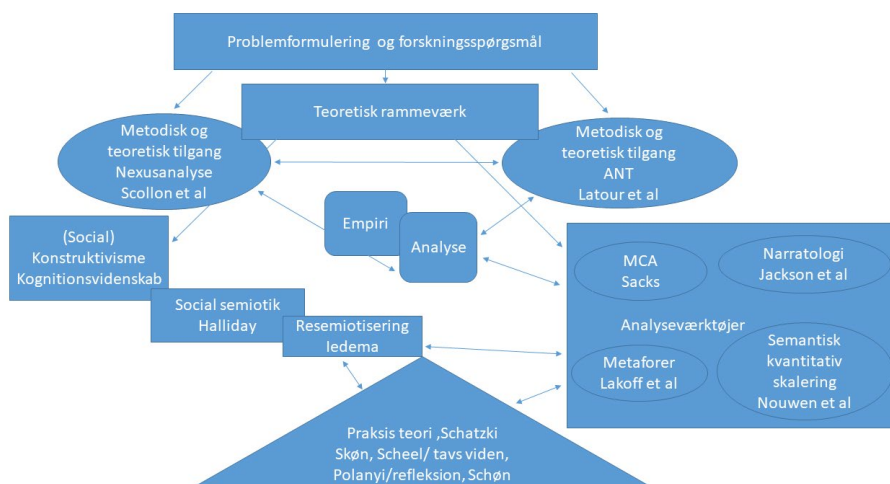 Problemformulering og forskningsspørgsmål
Teoretisk rammeværk
Metodisk og
teoretisk tilgang
Nexusanalyse
Scollon et al
Metodisk og
teoretisk tilgang
ANT
Latour et al
Empiri
Analyse
(Social)
Konstruktivisme
Kognitionsvidenskab
Social semiotik
Halliday
Resemiotisering
Iedema
MCA
Sacks
Narratologi
Jackson et al
Analyseværktøjer
Metaforer
Lakoff et al
Semantisk
kvantitativ
skalering
Nouwen et al
Praksis teori ,Schatzki
Skøn, Scheel/ tavs viden,
Polanyi/refleksion, Schøn